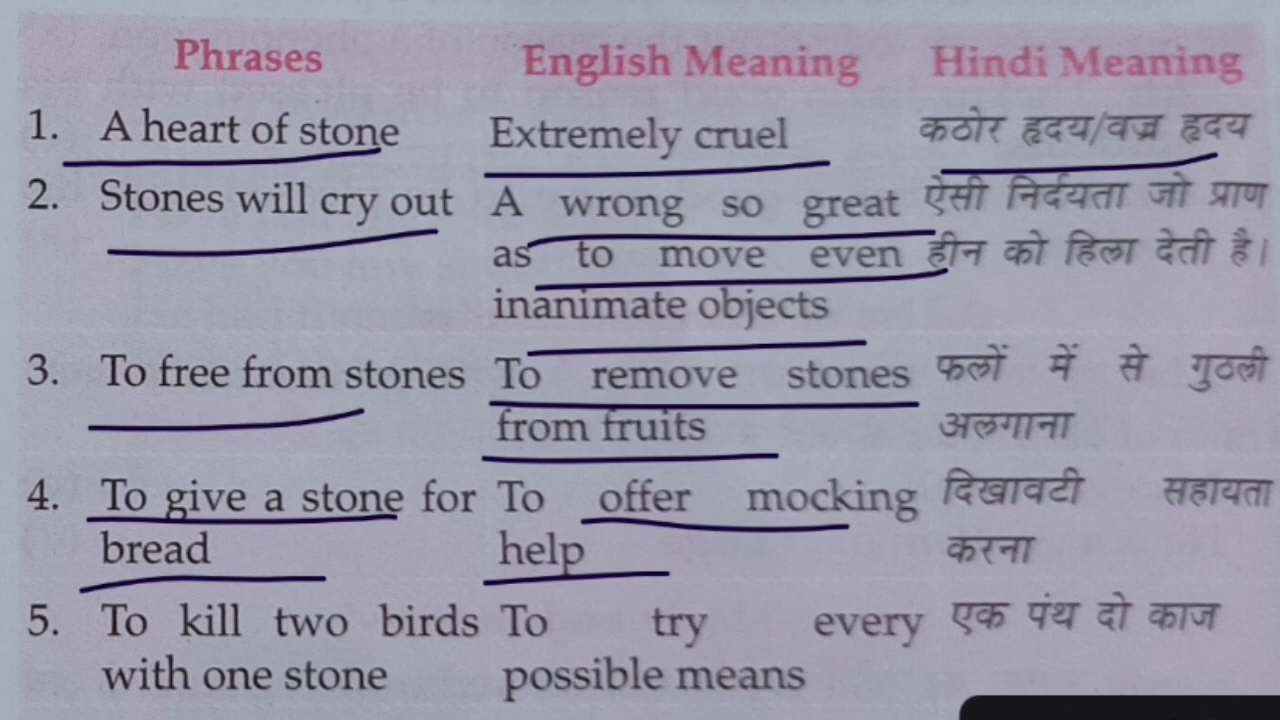 Phrases English Meaning Hindi Meaning
1. A heart of stone Extremely cruel कठोर हृदय/वज्र हृदय
2. Stones will cry out A wrong so great ऐसी निर्दयता जो प्राण
as to move even हीन को हिला देती है।
inanimate objects
3. To free from stones To remove stones फलों में से गुठली
from fruits अलगाना
4. To give a stone for To offer mocking दिखावटी सहायता
bread help करना
5. To kill two birds To try every एक पंथ दो काज
with one stone possible means